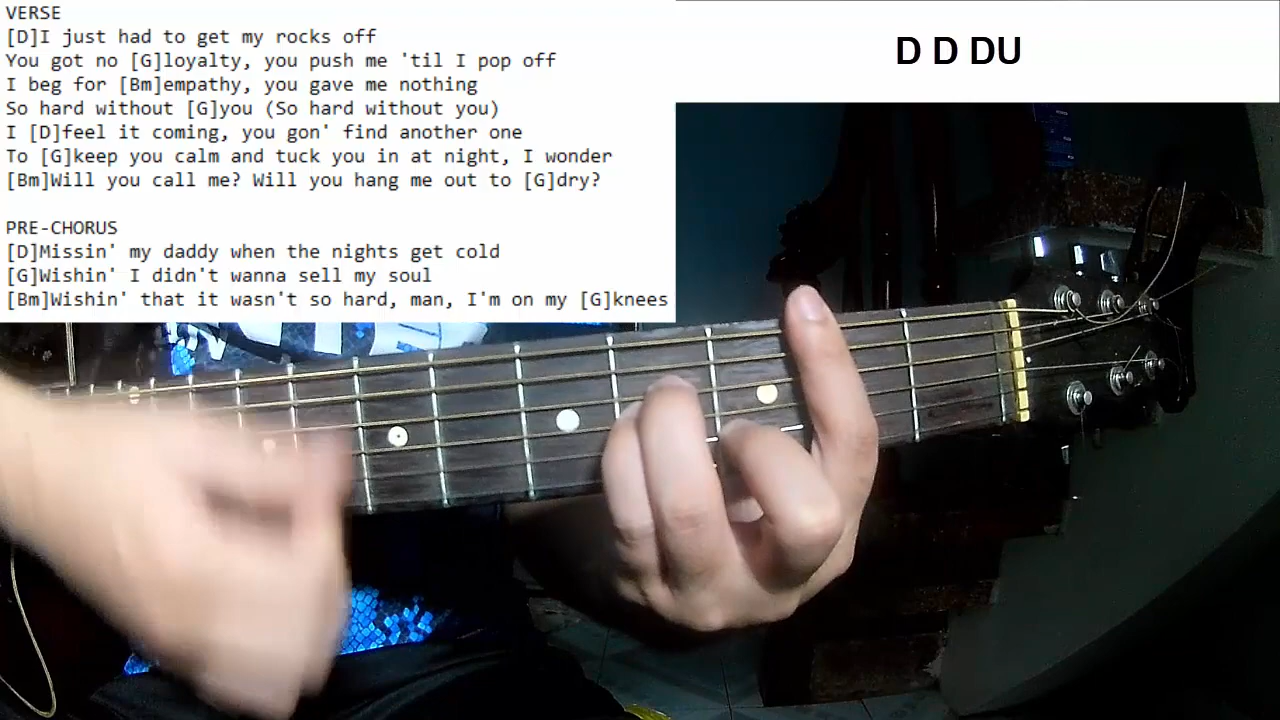 VERSE
[D]I just had to get my rocks off
You got no [G]loyalty, you push me 'til I pop off
I beg for [Bm]empathy, you gave me nothing
So hard without [G]you (So hard without you)
I [D]feel it coming, you gon' find another one
To [G]keep you calm and tuck you in at night, I wonder
[Bm]Will you call me? Will you hang me out to [G]dry?

PRE-CHORUS
[D]Missin' my daddy when the nights get cold
[G]Wishin' I didn't wanna sell my soul
[Bm]Wishin' that it wasn't so hard, man, I'm on my [G]knees
D D DU